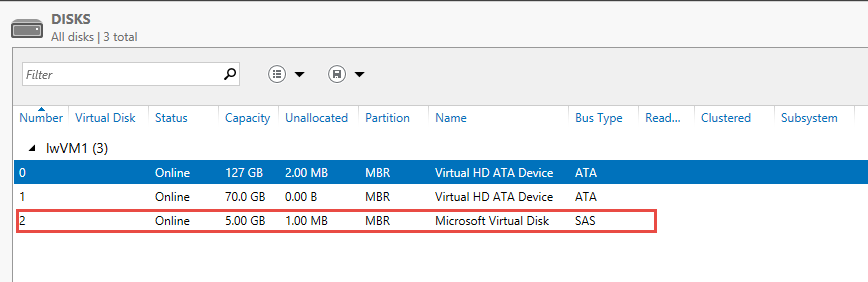 DISKS
All disks | 3 total
Filter
Number Virtual Disk Status Capacity Unallocated Partition Name Bus Type Read... Clustered Subsystem
lwVM1 (3)
0 Online 127 GB 2.00 MB MBR Virtual HD ATA Device ATA
1 Online 70.0 GB 0.00 B MBR Virtual HD ATA Device ATA
2 Online 5.00 GB 1.00 MB MBR Microsoft Virtual Disk SAS